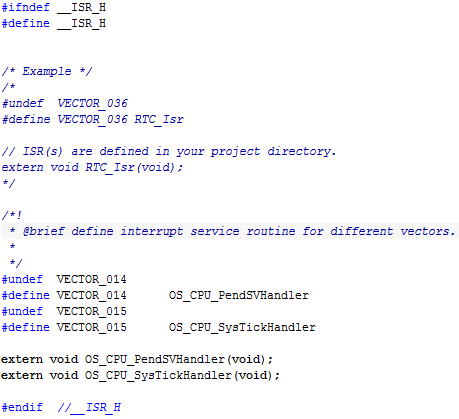 #ifndef __ISR_H
#define __ISR_H
/* Example */
/*
#undef  VECTOR_036
#define VECTOR_036 RTC_Isr
// ISR(s) are defined in your project directory.
extern void RTC_Isr(void);
*/
/*!
 * @brief define interrupt service routine for different vectors.
 *
 */
#undef  VECTOR_014
#define VECTOR_014      OS_CPU_PendSVHandler
#undef  VECTOR_015
#define VECTOR_015      OS_CPU_SysTickHandler
extern void OS_CPU_PendSVHandler(void);
extern void OS_CPU_SysTickHandler(void);
#endif  //__ISR_H